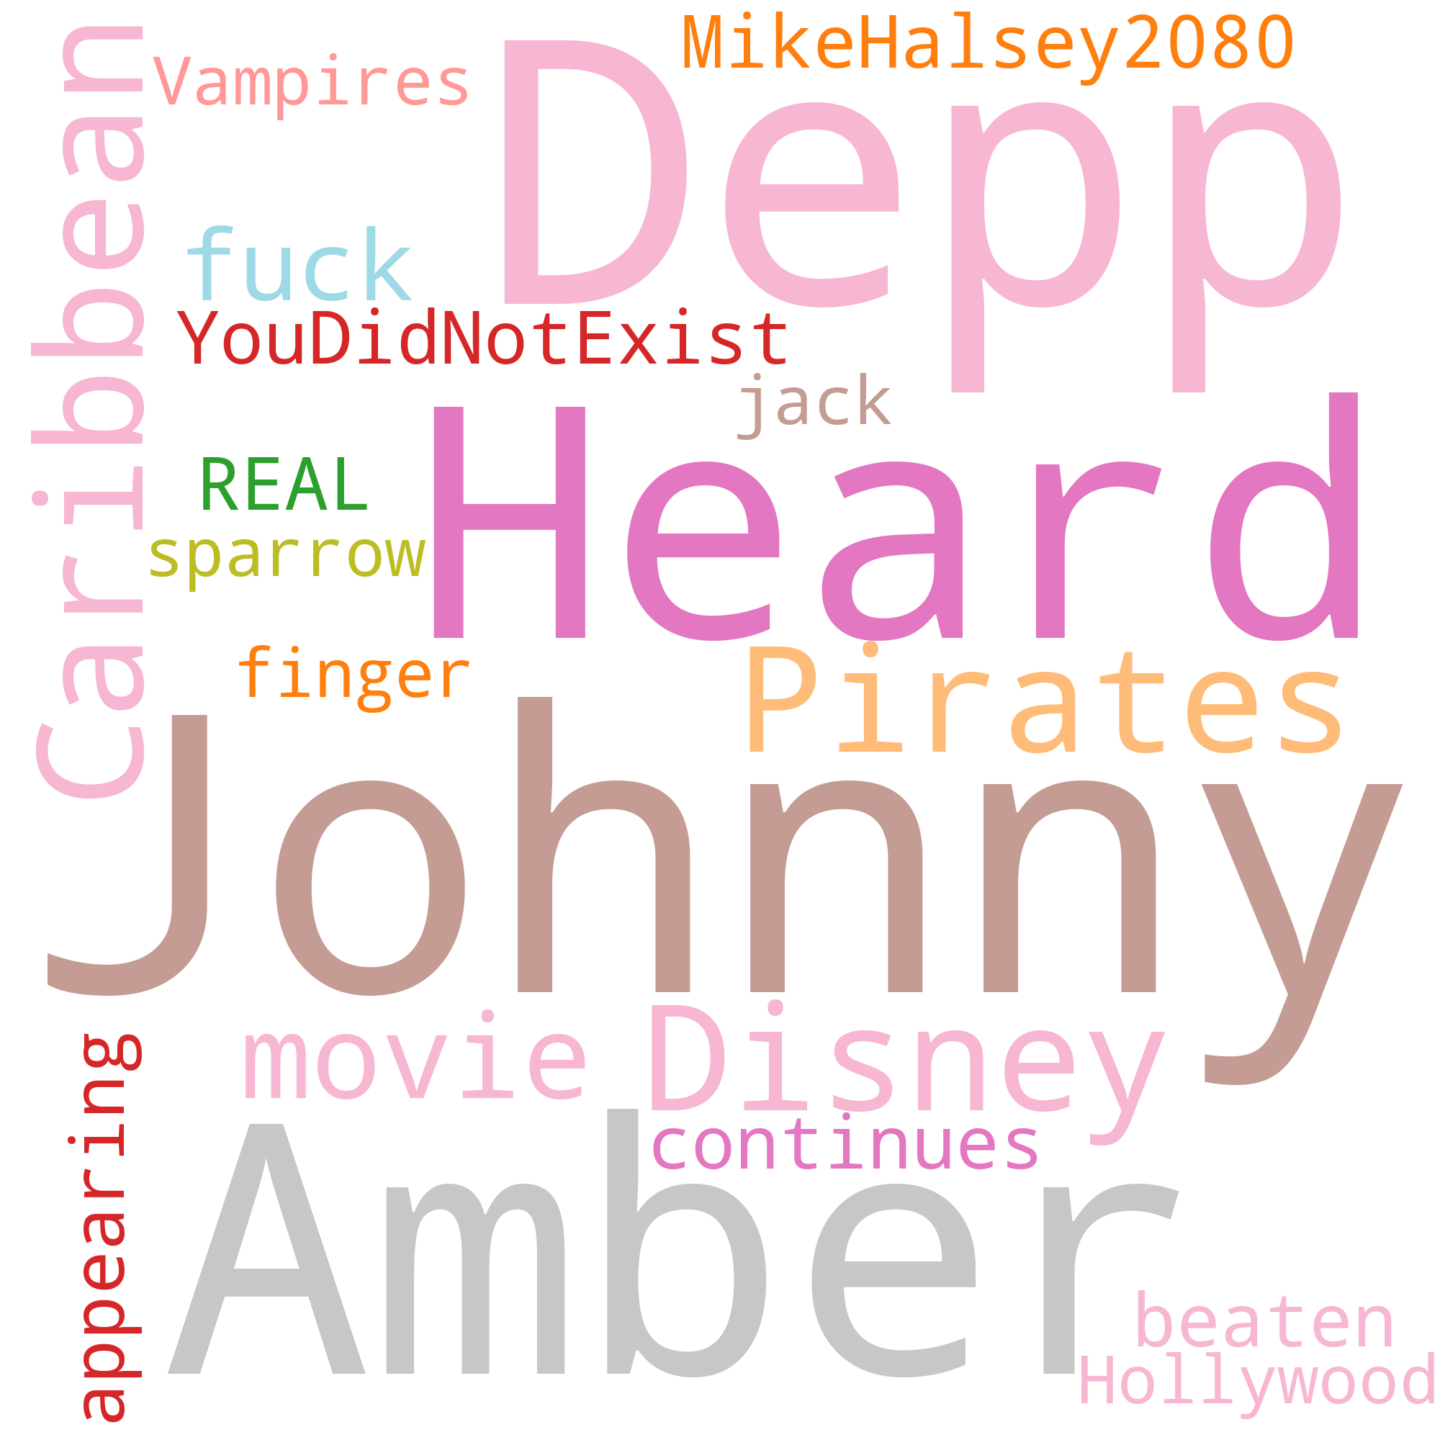 MikeHalsey2080
Vampires
Depp
Caribbean
fuck
YouDidNotExist
jack
Heard
REAL
sparrow
finger
Pirates
Johnny
movie
Disney
continues
appearing
Amber
beaten
Hollywood